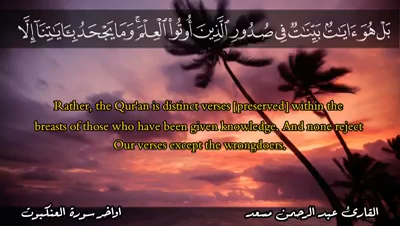 بَلْ هُوَ ءَايَـٰتٌۢ بَيِّنَـٰتٌ فِى صُدُورِ ٱلَّذِينَ أُوتُوا۟ ٱلْعِلْمَ ۚ وَمَا يَجْحَدُ بِـَٔايَـٰتِنَآ إِلَّا
Rather, the Qur'an is distinct verses [preserved] within the
breasts of those who have been given knowledge. And none reject
Our verses except the wrongdoers.
القارئ عبد الرحمن مسعد
اواخر سورة العنكبوت